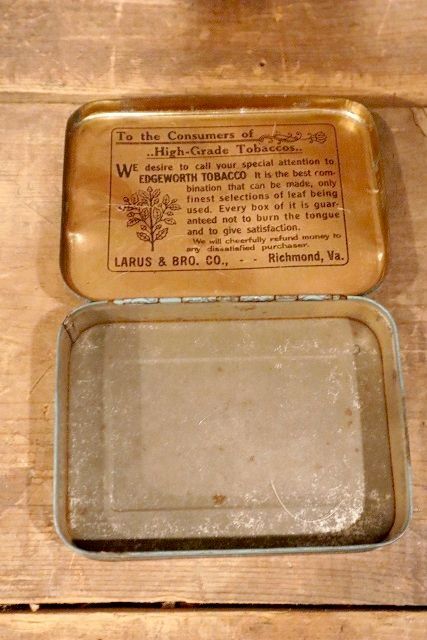 To the Consumers of
..High-Grade Tobaccos..
WE desire to call your special attention to
EDGEWORTH TOBACCO It is the best com-
bination that can be made, only
finest selections of leaf being
used. Every box of it is guar-
anteed not to burn the tongue
and to give satisfaction.
We will cheerfully refund money to
any dissatisfied purchaser.
LARUS & BRO. CO., - - Richmond, Va.